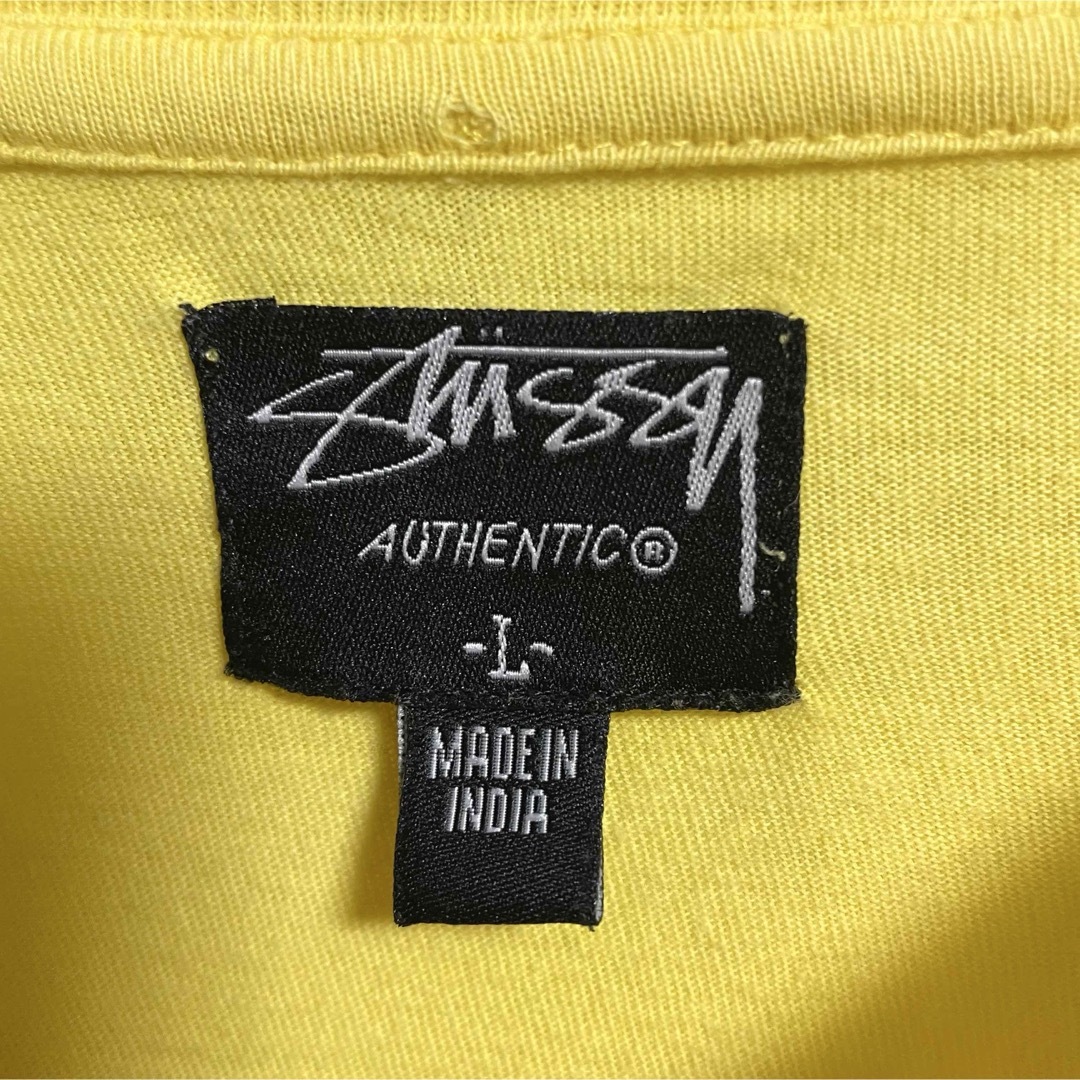 Stüssy
AUTHENTIC®
-L-
MADE IN
INDIA